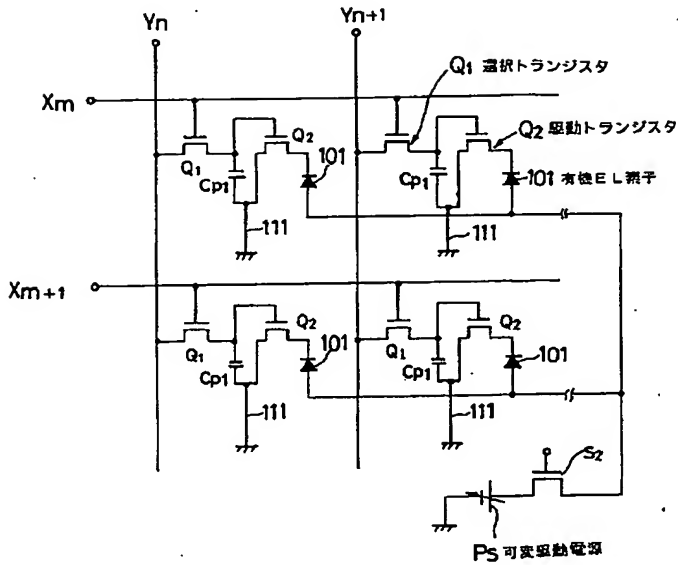 Yn
Yn+1
Q1 選択トランジスタ
Xm
Q2
Q2 駆動トランジスタ
Q1
101
Cp1
Cp1
101 有機EL素子
111
111
Xm+1
Q1
Q2
101
Q1
Q2
101
Cp1
Cp1
111
111
S2
Ps 可変駆動電源